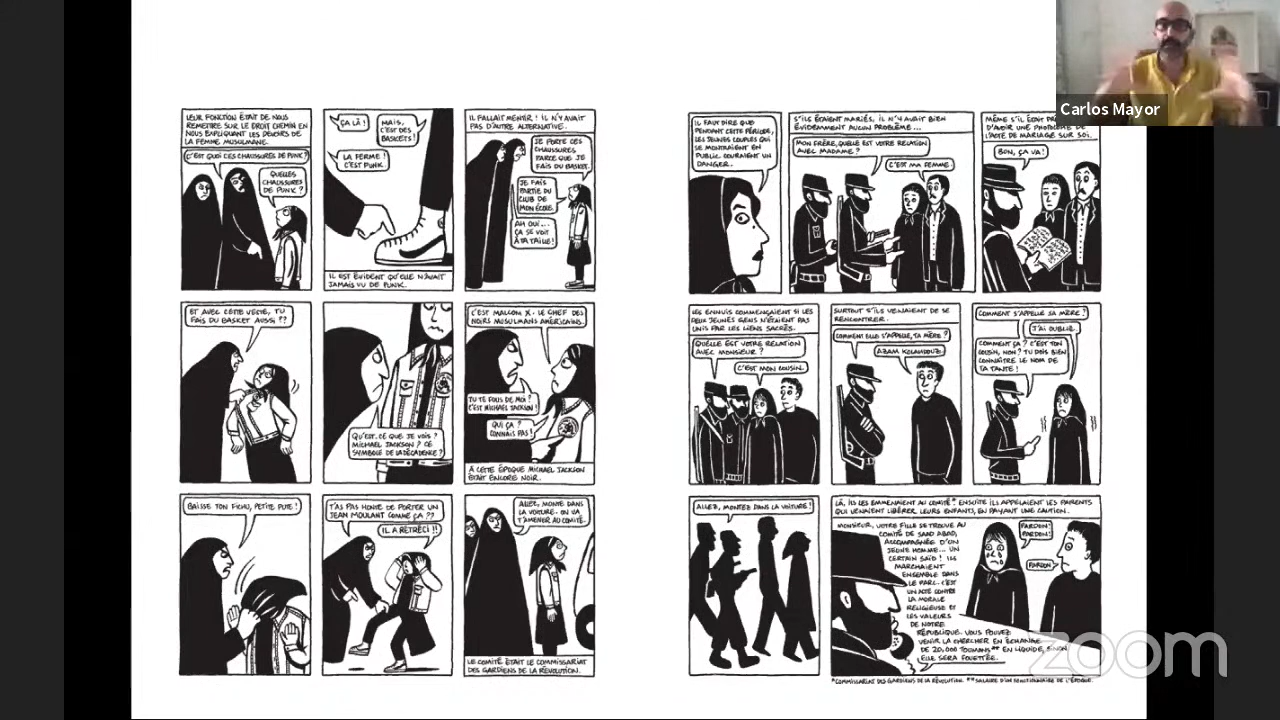 Carlos Mayor
LEUR FONCTION ÉTAIT DE NOUS
REMETTRE SUR LE DROIT CHEMIN EN
NOUS EXPLIQUANT LES DEVOIRS DE
LA FEMME MUSULMANE.
C'EST QUOI CES CHAUSSURES DE PUNK?
QUELLES
CHAUSSURES
DE PUNK ?
ÇA LÀ !
MAIS,
C'EST DES
BASKETS!
LA FERME !
C'EST PUNK.
IL EST ÉVIDENT QU'ELLE N'AVAIT
JAMAIS VU DE PUNK.
IL FALLAIT MENTIR ! IL N'Y AVAIT
PAS D'AUTRE ALTERNATIVE.
JE PORTE CES
CHAUSSURES
PARCE QUE JE
FAIS DU BASKET.
JE FAIS
PARTIE DU
CLUB DE
MON ÉCOLE.
AH OUI...
ÇA SE VOIT
À TA TAILLE!
ET AVEC CETTE VESTE, TU
FAIS DU BASKET AUSSI ??
QU'EST-CE QUE JE VOIS ?
MICHAEL JACKSON ? CE
SYMBOLE DE LA DÉCADENCE ?
C'EST MALCOM X. LE CHEF DES
NOIRS MUSULMANS AMÉRICAINS.
TU TE FOUS DE MOI ?
C'EST MICHAEL JACKSON !
QUI ÇA ?
CONNAIS PAS !
A CETTE ÉPOQUE MICHAEL JACKSON
ÉTAIT ENCORE NOIR.
BAISSE TON FICHU, PETITE PUTE !
T'AS PAS HONTE DE PORTER UN
JEAN MOULANT COMME ÇA ??
IL A RÉTRÉCI !!
ALLEZ, MONTE DANS
LA VOITURE. ON VA
T'AMENER AU COMITÉ.
LE COMITÉ ÉTAIT LE COMMISSARIAT
DES GARDIENS DE LA RÉVOLUTION.
IL FAUT DIRE QUE
PENDANT CETTE PÉRIODE,
LES JEUNES COUPLES QUI
SE MONTRAIENT EN
PUBLIC COURAIENT UN
DANGER.
S'ILS ÉTAIENT MARIÉS, IL N'Y AVAIT BIEN
ÉVIDEMMENT AUCUN PROBLÈME...
MON FRÈRE, QUELLE EST VOTRE RELATION
AVEC MADAME ?
C'EST MA FEMME.
MÊME S'IL ÉTAIT
D'AVOIR UNE PHOTOCOPIE DE
L'ACTE DE MARIAGE SUR SOI.
BON, ÇA VA !
LES ENNUIS COMMENÇAIENT SI LES
DEUX JEUNES GENS N'ÉTAIENT PAS
UNIS PAR LES LIENS SACRÉS.
QUELLE EST VOTRE RELATION
AVEC MONSIEUR ?
C'EST MON COUSIN.
SURTOUT S'ILS VENAIENT DE SE
RENCONTRER.
COMMENT ELLE S'APPELLE, TA MÈRE ?
AZAM KOLAHDOUZ
COMMENT S'APPELLE SA MÈRE ?
J'AI OUBLIÉ.
COMMENT ÇA ? C'EST TON
COUSIN, NON ? TU DOIS BIEN
CONNAÎTRE LE NOM DE
TA TANTE !
ALLEZ, MONTEZ DANS LA VOITURE !
LÀ, ILS LES EMMENAIENT AU COMITÉ* ENSUITE ILS APPELAIENT LES PARENTS
QUI VENAIENT LIBÉRER LEURS ENFANTS, EN PAYANT UNE CAUTION.
MONSIEUR, VOTRE FILLE SE TROUVE AU
COMITÉ DE SAAD ABAD,
ACCOMPAGNÉE D'UN
JEUNE HOMME... UN
CERTAIN SAÏD ! ILS
MARCHAIENT
ENSEMBLE DANS
LE PARC. C'EST
UN ACTE CONTRE
LA MORALE
RELIGIEUSE ET
LES VALEURS
DE NOTRE
RÉPUBLIQUE. VOUS POUVEZ
VENIR LA CHERCHER EN ÉCHANGE
DE 20,000 TOUMANS** EN LIQUIDE, SINON
ELLE SERA FOUETTÉE.
PARDON!
PARDON!
PARDON
*COMMISSARIAT DES GARDIENS DE LA RÉVOLUTION. **SALAIRE D'UN FONCTIONNAIRE DE L'ÉPOQUE.
zoom